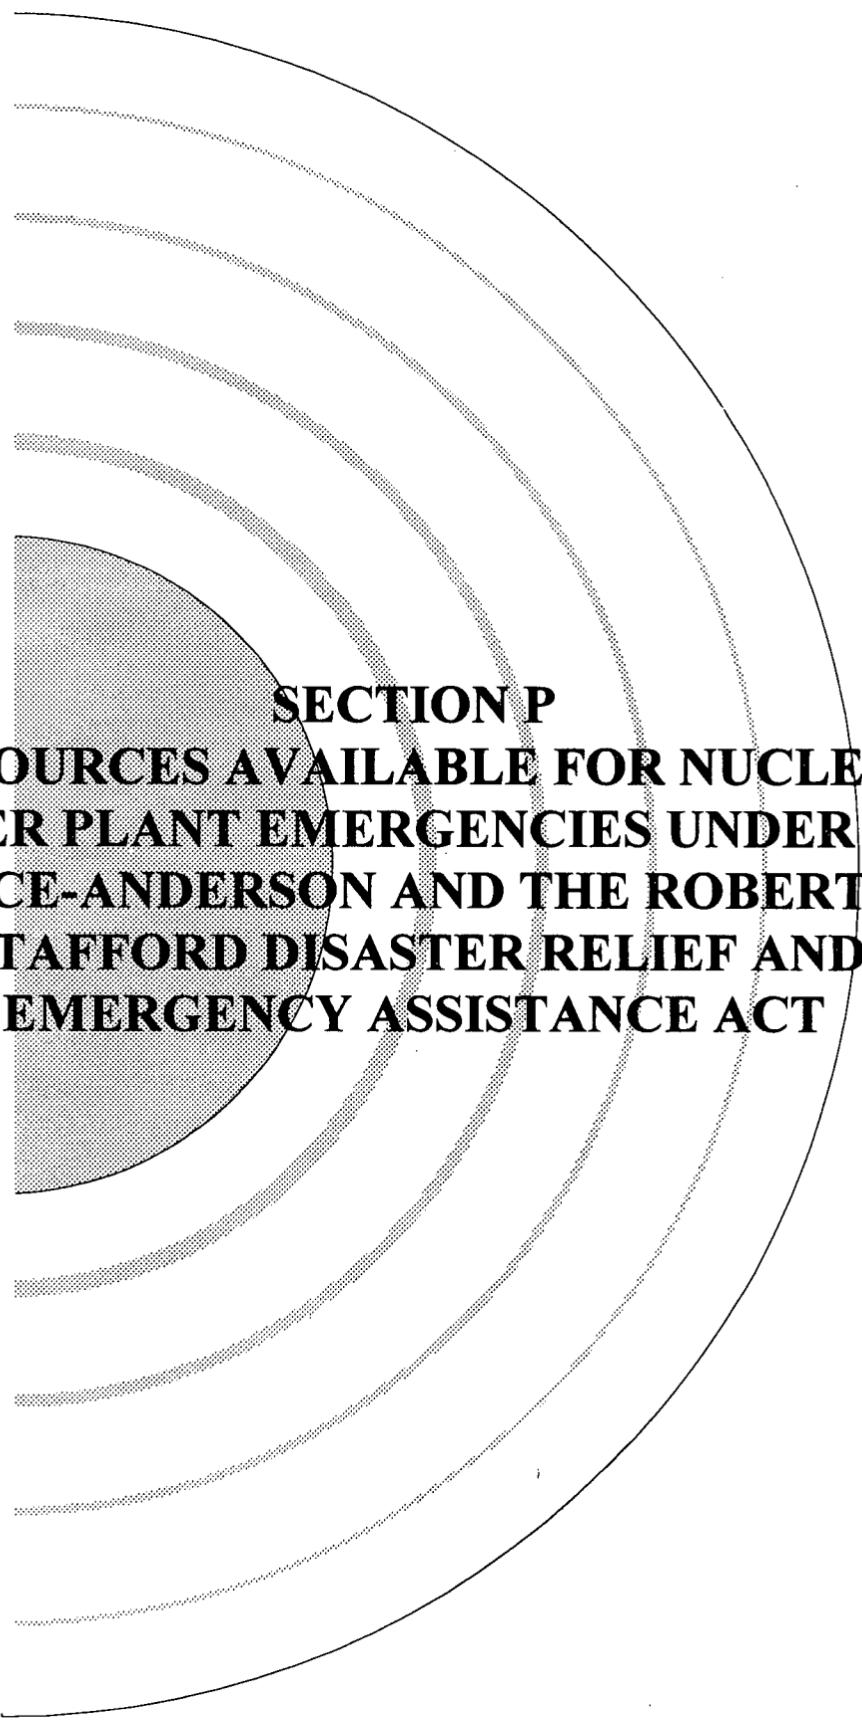 SECTION P
OURCES AVAILABLE FOR NUCLE
ER PLANT EMERGENCIES UNDER
CE-ANDERSON AND THE ROBERT
TAFFORD DISASTER RELIEF AND
EMERGENCY ASSISTANCE ACT